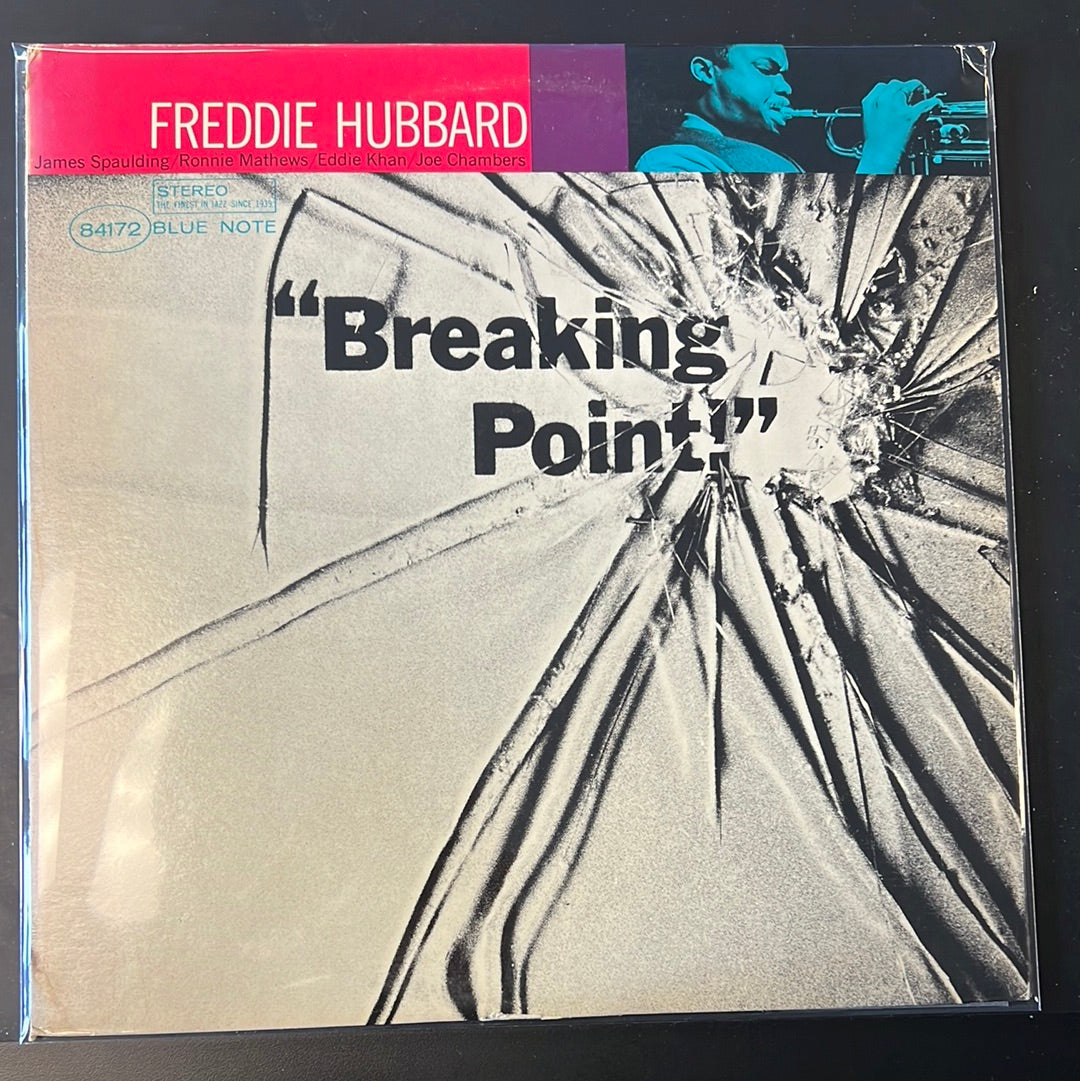 FREDDIE HUBBARD
James Spaulding/Ronnie Mathews/Eddie Khan/Joe Chambers
STEREO
THE FINEST IN JAZZ SINCE 1939
84172 BLUE NOTE
“Breaking
Point!”